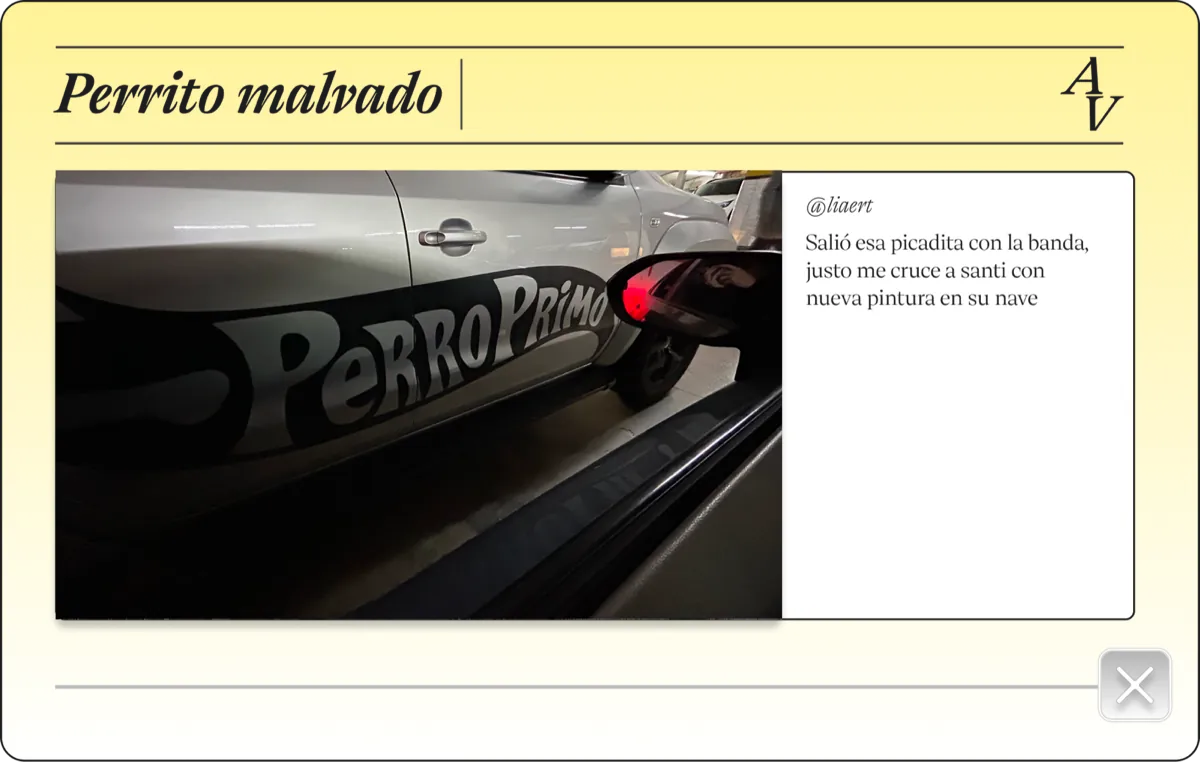 Perrito malvado
A
V
PERRO PRIMO
@liaert
Salió esa picadita con la banda,
justo me cruce a santi con
nueva pintura en su nave